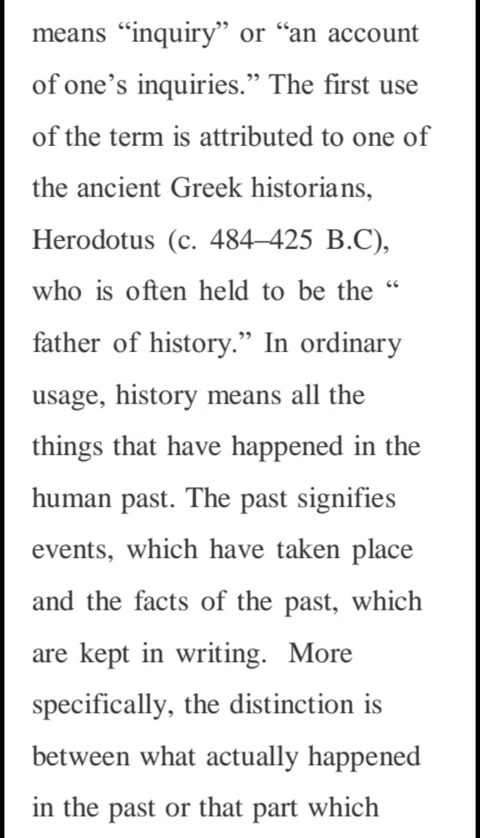 means “inquiry” or “an account
of one’s inquiries.” The first use
of the term is attributed to one of
the ancient Greek historians,
Herodotus (c. 484–425 B.C),
who is often held to be the “
father of history.” In ordinary
usage, history means all the
things that have happened in the
human past. The past signifies
events, which have taken place
and the facts of the past, which
are kept in writing. More
specifically, the distinction is
between what actually happened
in the past or that part which